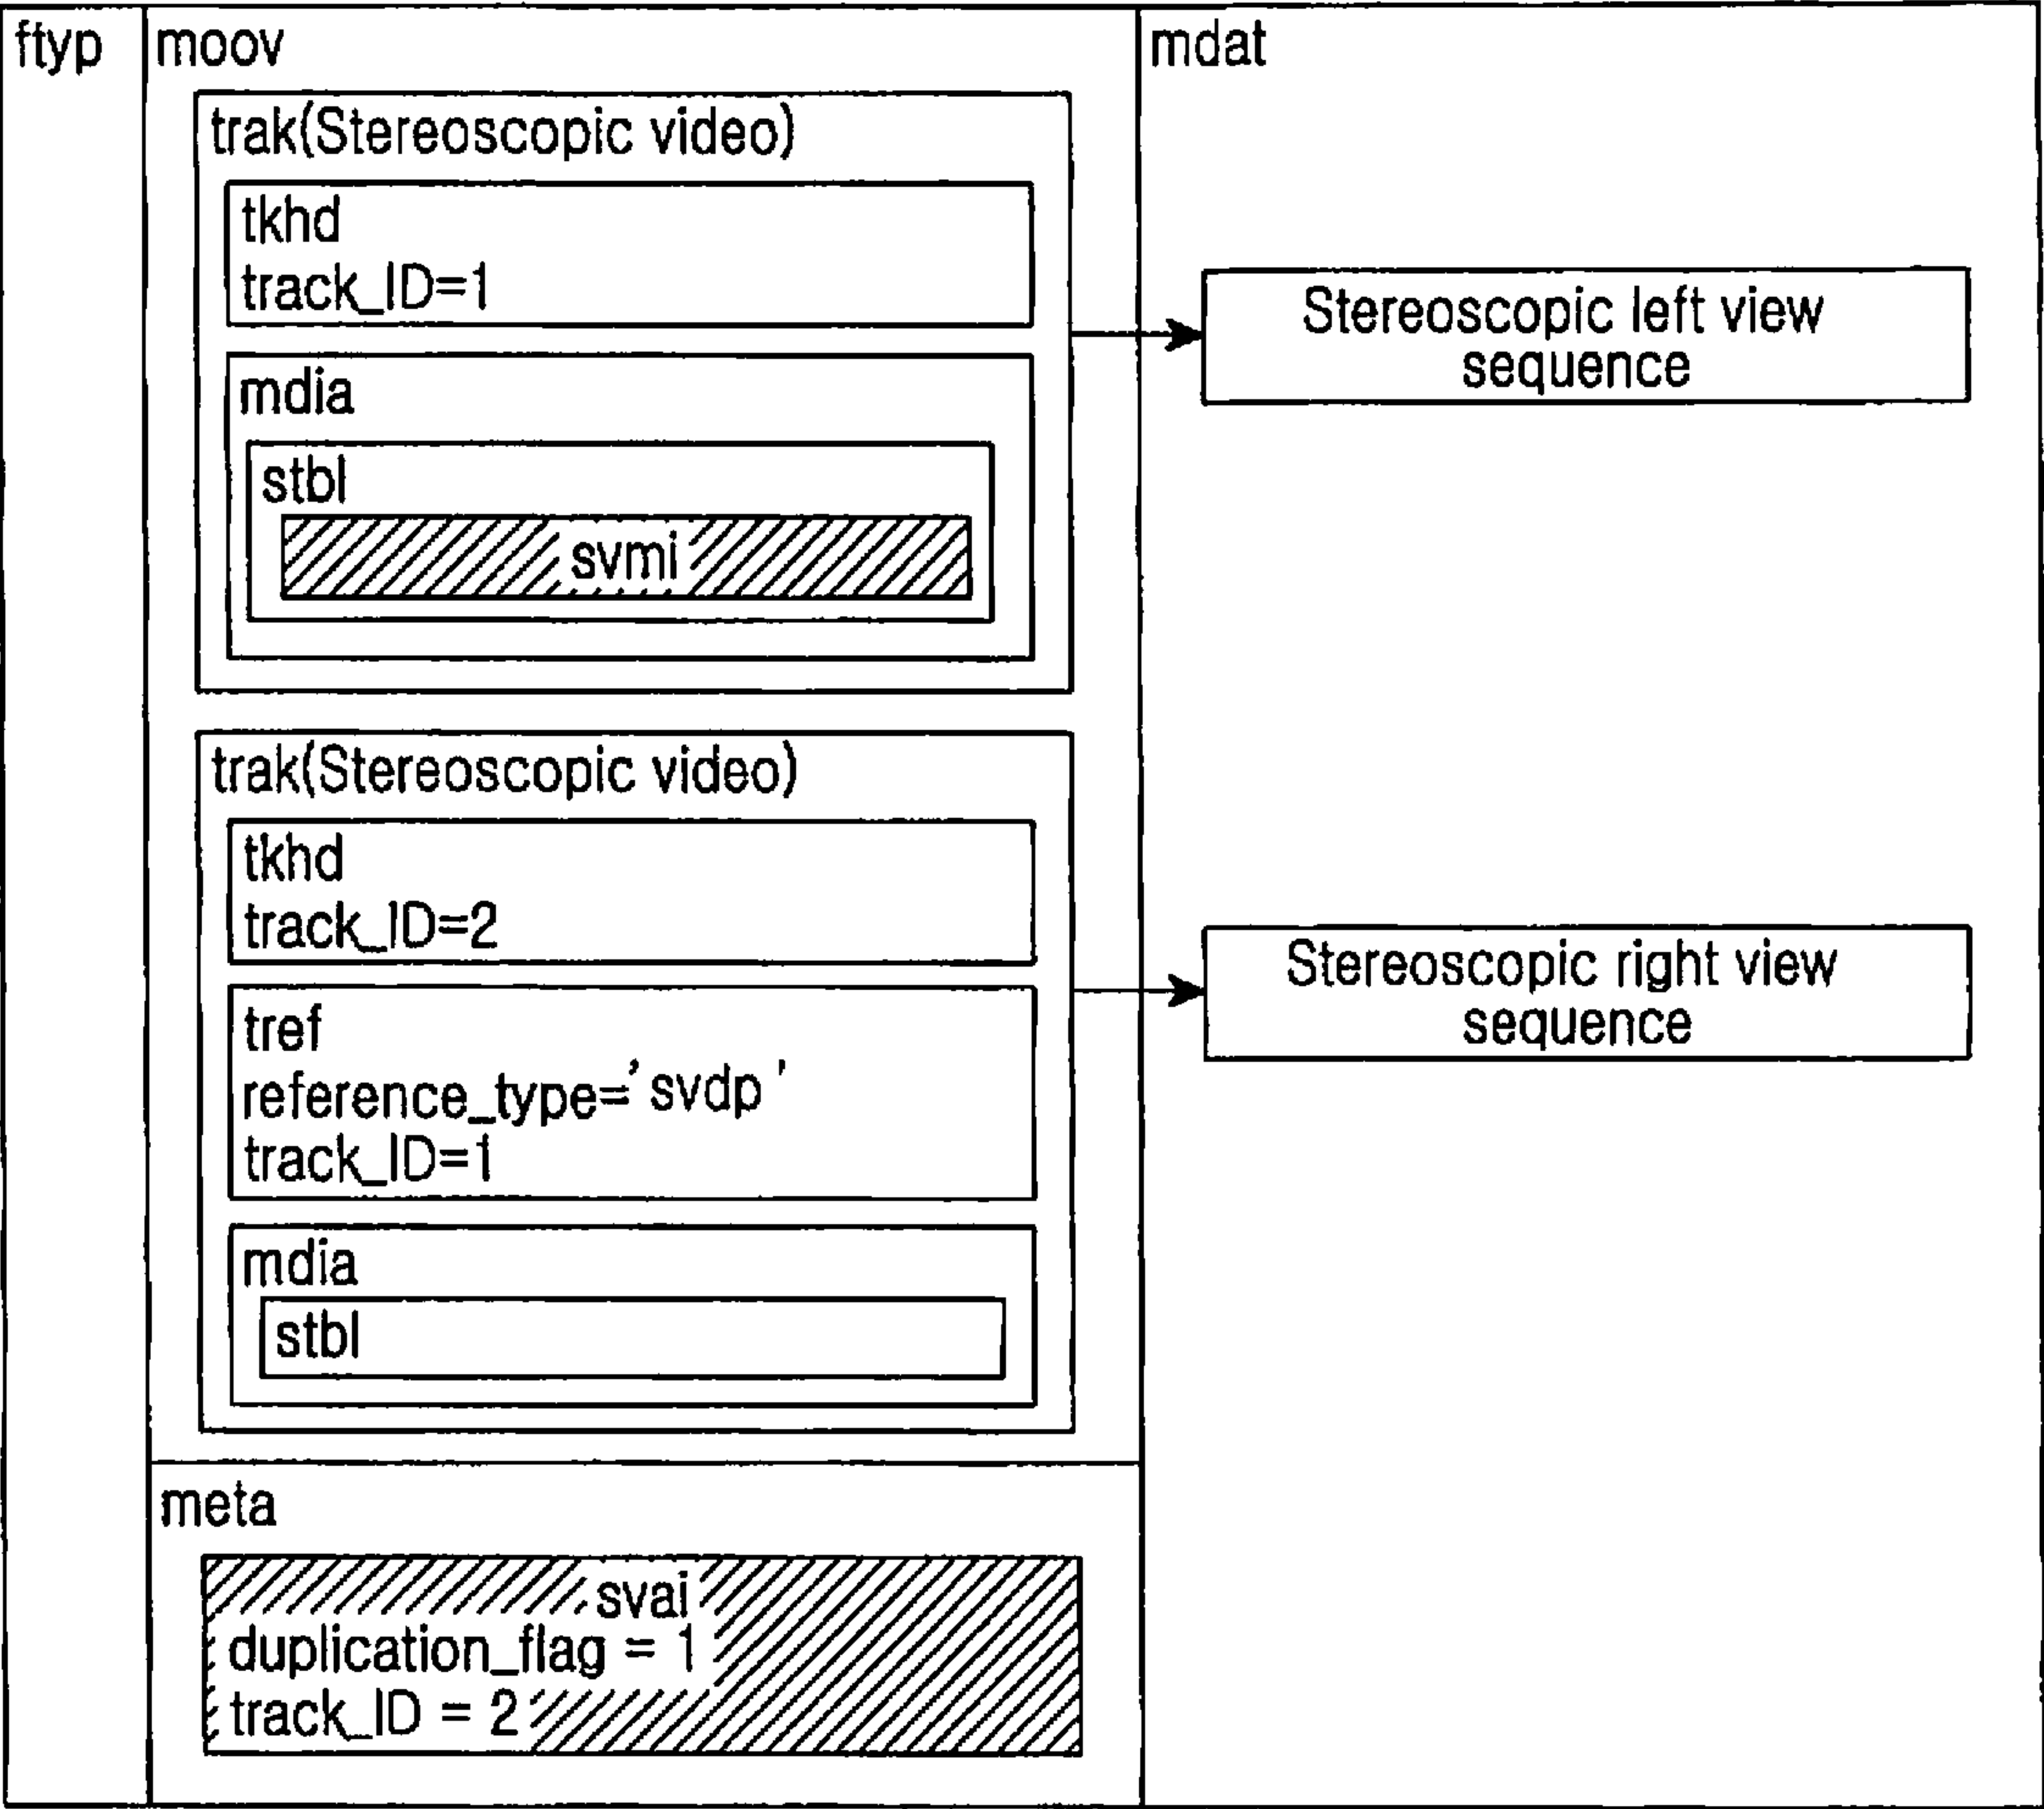 ftyp
moov
trak(Stereoscopic video)
tkhd
track_ID=1
mdia
stbl
svmi
trak(Stereoscopic video)
tkhd
track_ID=2
tref
reference_type='svdp'
track_ID=1
mdia
stbl
meta
svai
duplication_flag = 1
track_ID = 2
mdat
Stereoscopic left view
sequence
Stereoscopic right view
sequence